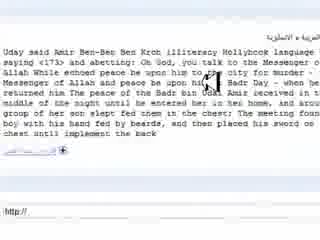 العربية » الانجليزية
Uday said Amir Ben-Ben Ben Krch illiteracy Hollybook language
saying <173> and abetting: Oh God, you talk to the Messenger o
Allah While echoed peace be upon him to the city for murder -
Messenger of Allah and peace be upon hi Badr Day - when he
returned him The peace of the Badr bin Udai Amir received in t
middle of the night until he entered her in her home, and arou
group of her son slept fed them in the chest; The meeting foun
boy with his hand fed by beards, and then placed his sword on
chest until implement the back
http://